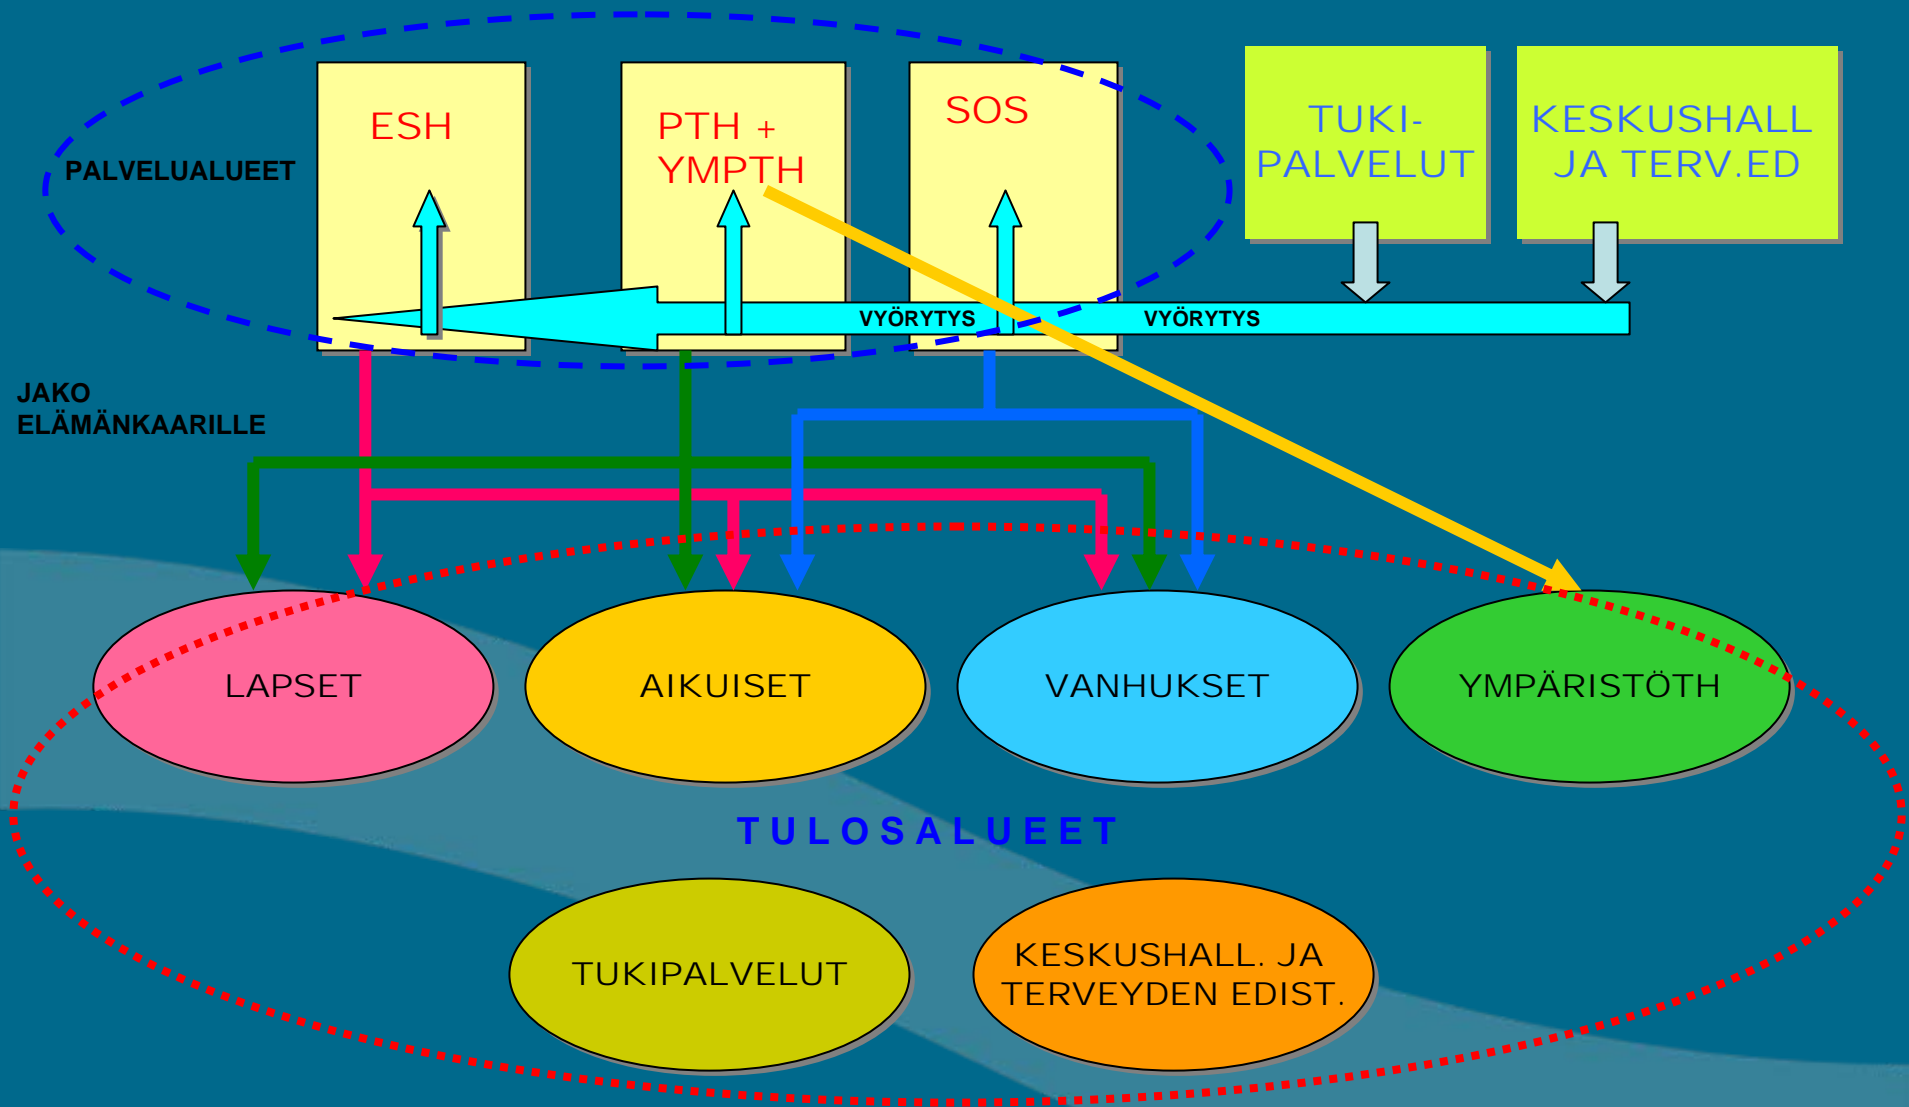 ESH
PTH +
YMPTH
SOS
TUKI-
PALVELUT
KESKUSHALL
JA TERV.ED
PALVELUALUEET
VYÖRYTYS
VYÖRYTYS
JAKO
ELÄMÄNKAARILLE
LAPSET
AIKUISET
VANHUKSET
YMPÄRISTÖTH
TULOSALUEET
TUKIPALVELUT
KESKUSHALL. JA
TERVEYDEN EDIST.